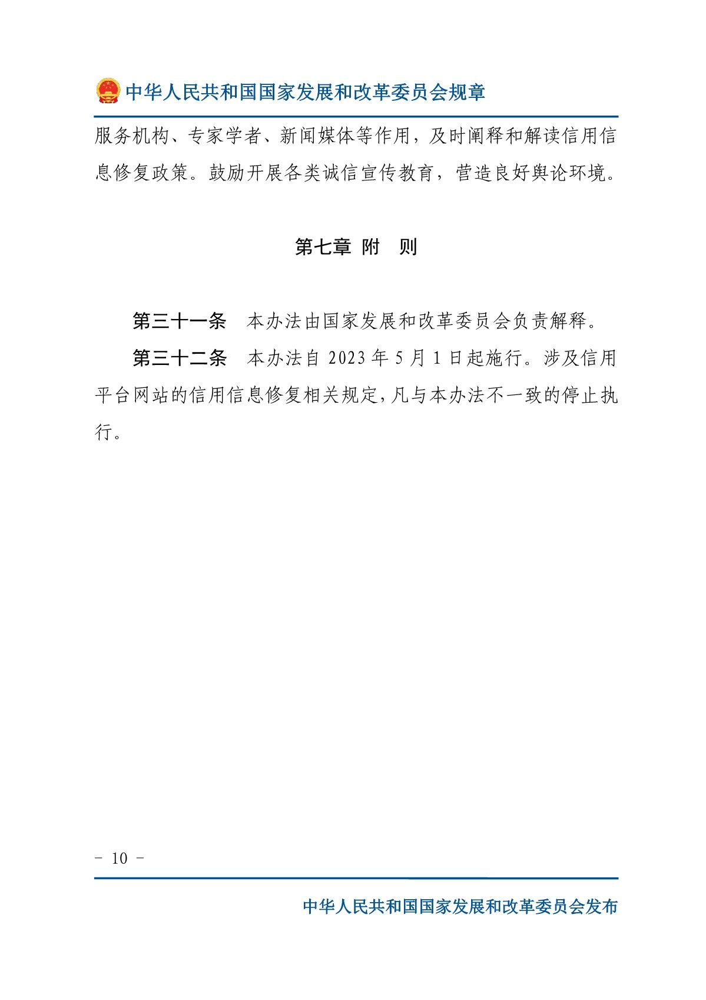 中华人民共和国国家发展和改革委员会规章
服务机构、专家学者、新闻媒体等作用，及时阐释和解读信用信
息修复政策。鼓励开展各类诚信宣传教育，营造良好舆论环境。
第七章 附　则
第三十一条　本办法由国家发展和改革委员会负责解释。
第三十二条　本办法自 2023 年 5 月 1 日起施行。涉及信用
平台网站的信用信息修复相关规定，凡与本办法不一致的停止执
行。
- 10 -
中华人民共和国国家发展和改革委员会发布